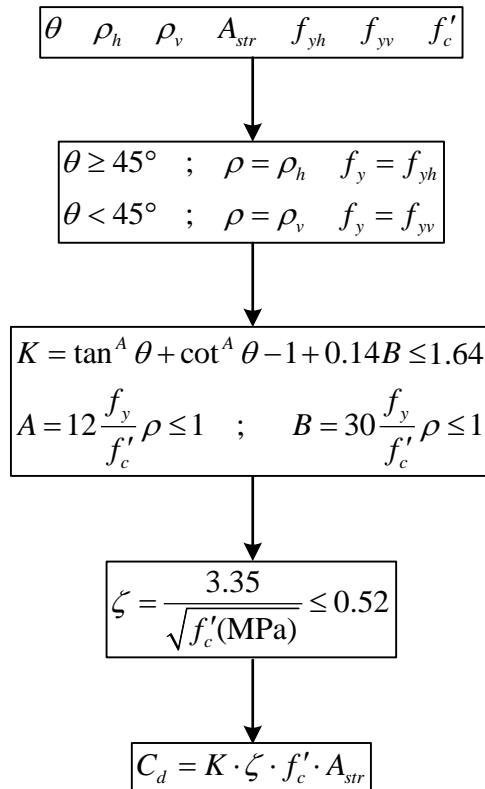 θ ρ_h ρ_v A_str f_yh f_yv f′_c
θ ≥ 45° ; ρ = ρ_h f_y = f_yh
θ < 45° ; ρ = ρ_v f_y = f_yv
K = tan^A θ + cot^A θ − 1 + 0.14B ≤ 1.64
A = 12 f_y/f′_c ρ ≤ 1 ; B = 30 f_y/f′_c ρ ≤ 1
ζ = 3.35/√f′_c(MPa) ≤ 0.52
C_d = K · ζ · f′_c · A_str